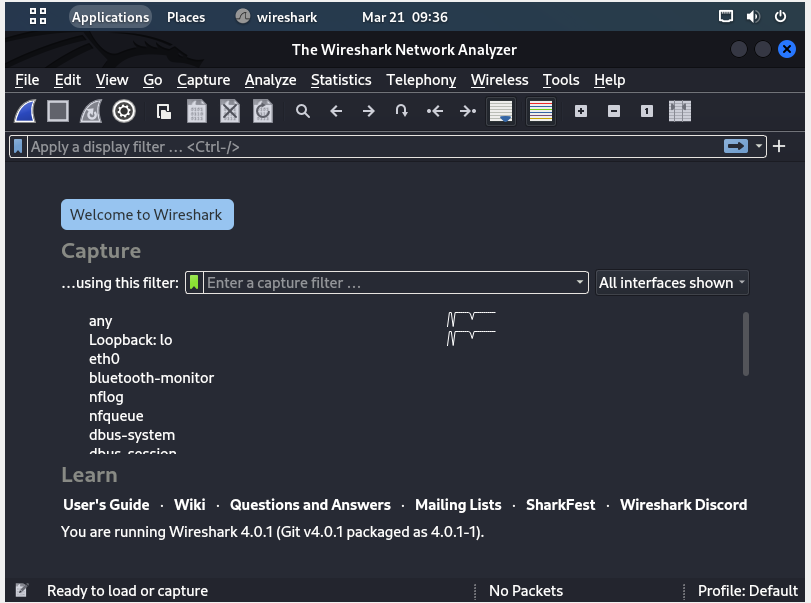 Applications Places wireshark Mar 21 09:36
The Wireshark Network Analyzer
File Edit View Go Capture Analyze Statistics Telephony Wireless Tools Help
1
Apply a display filter … <Ctrl-/>
Welcome to Wireshark
Capture
…using this filter: Enter a capture filter … All interfaces shown
any
Loopback: lo
eth0
bluetooth-monitor
nflog
nfqueue
dbus-system
dbus-session
Learn
User's Guide · Wiki · Questions and Answers · Mailing Lists · SharkFest · Wireshark Discord
You are running Wireshark 4.0.1 (Git v4.0.1 packaged as 4.0.1-1).
Ready to load or capture No Packets Profile: Default